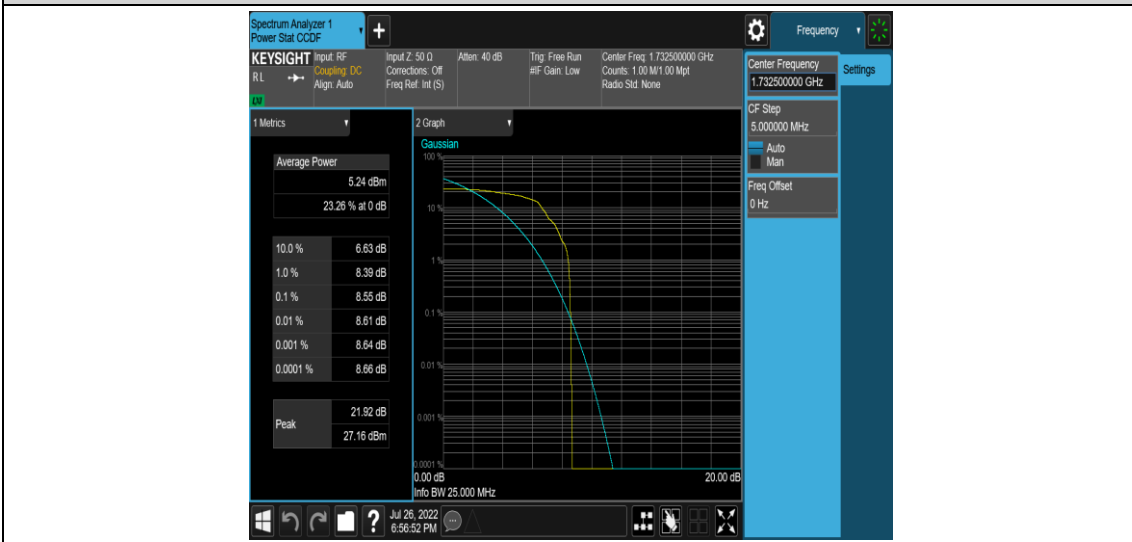 Spectrum Analyzer 1
Power Stat CCDF
+
Frequency
KEYSIGHT
RL
LXI
Input: RF
Coupling: DC
Align: Auto
Input Z: 50 Ω
Corrections: Off
Freq Ref: Int (S)
Atten: 40 dB
Trig: Free Run
#IF Gain: Low
Center Freq: 1.732500000 GHz
Counts: 1.00 M/1.00 Mpt
Radio Std: None
Center Frequency
1.732500000 GHz
Settings
CF Step
5.000000 MHz
Auto
Man
Freq Offset
0 Hz
1 Metrics
Average Power
5.24 dBm
23.26 % at 0 dB
10.0 % 6.63 dB
1.0 % 8.39 dB
0.1 % 8.55 dB
0.01 % 8.61 dB
0.001 % 8.64 dB
0.0001 % 8.66 dB
Peak
21.92 dB
27.16 dBm
2 Graph
Gaussian
100 %
10 %
1 %
0.1 %
0.01 %
0.001 %
0.0001 %
0.00 dB 20.00 dB
Info BW 25.000 MHz
?
Jul 26, 2022
6:56:52 PM